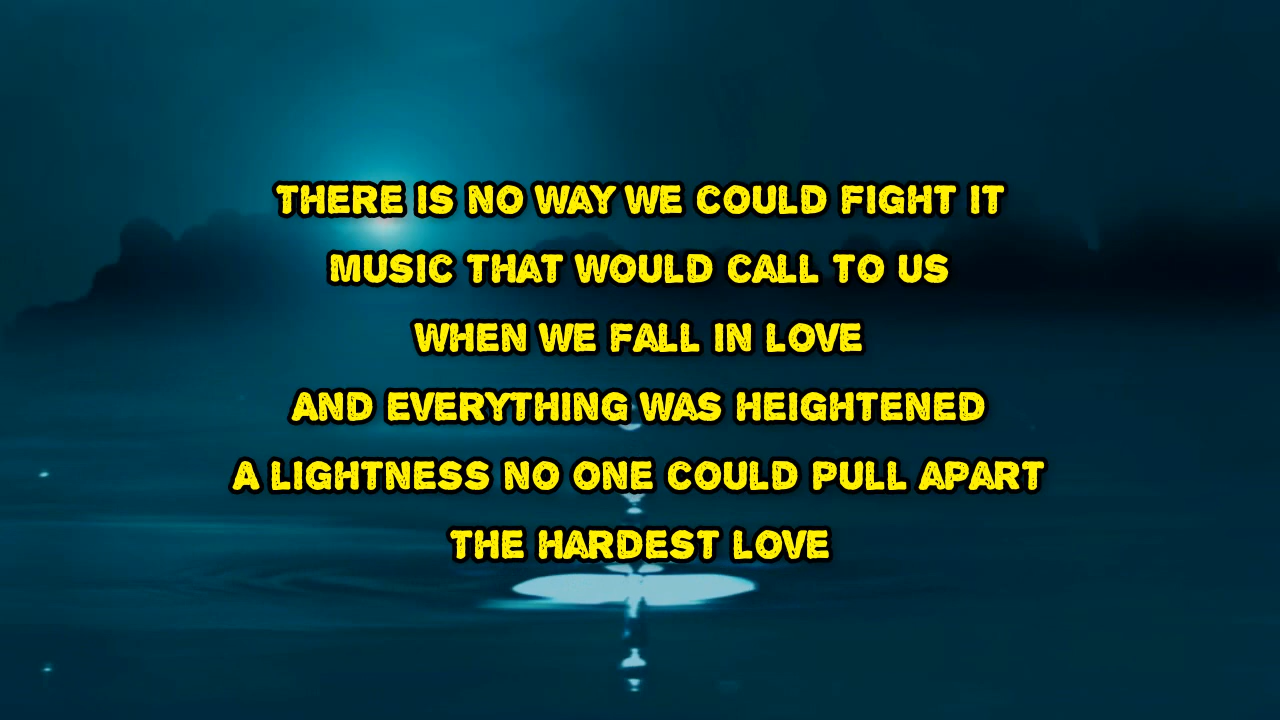 THERE IS NO WAY WE COULD FIGHT IT
MUSIC THAT WOULD CALL TO US
WHEN WE FALL IN LOVE
AND EVERYTHING WAS HEIGHTENED
A LIGHTNESS NO ONE COULD PULL APART
THE HARDEST LOVE